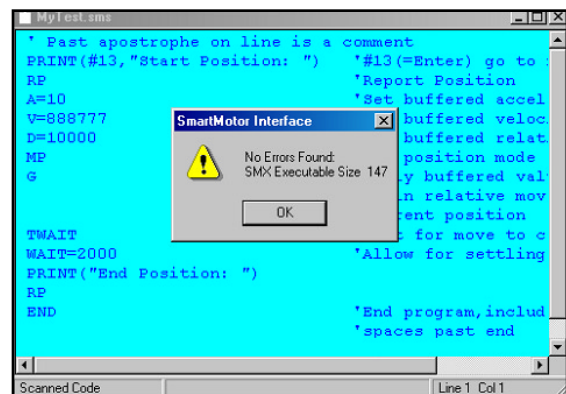 MyTest.sms
' Past apostrophe on line is a comment
PRINT(#13,"Start Position: ") '#13(=Enter) go to
RP 'Report Position
A=10 'Set buffered accel
V=888777 buffered veloc
D=10000 buffered relat
MP position mode
G buffered val
in relative mov
position
TWAIT for move to c
WAIT=2000 'Allow for settling
PRINT("End Position: ")
RP
END 'End program,includ
'spaces past end
SmartMotor Interface
No Errors Found:
SMX Executable Size 147
OK
Scanned Code Line 1 Col 1